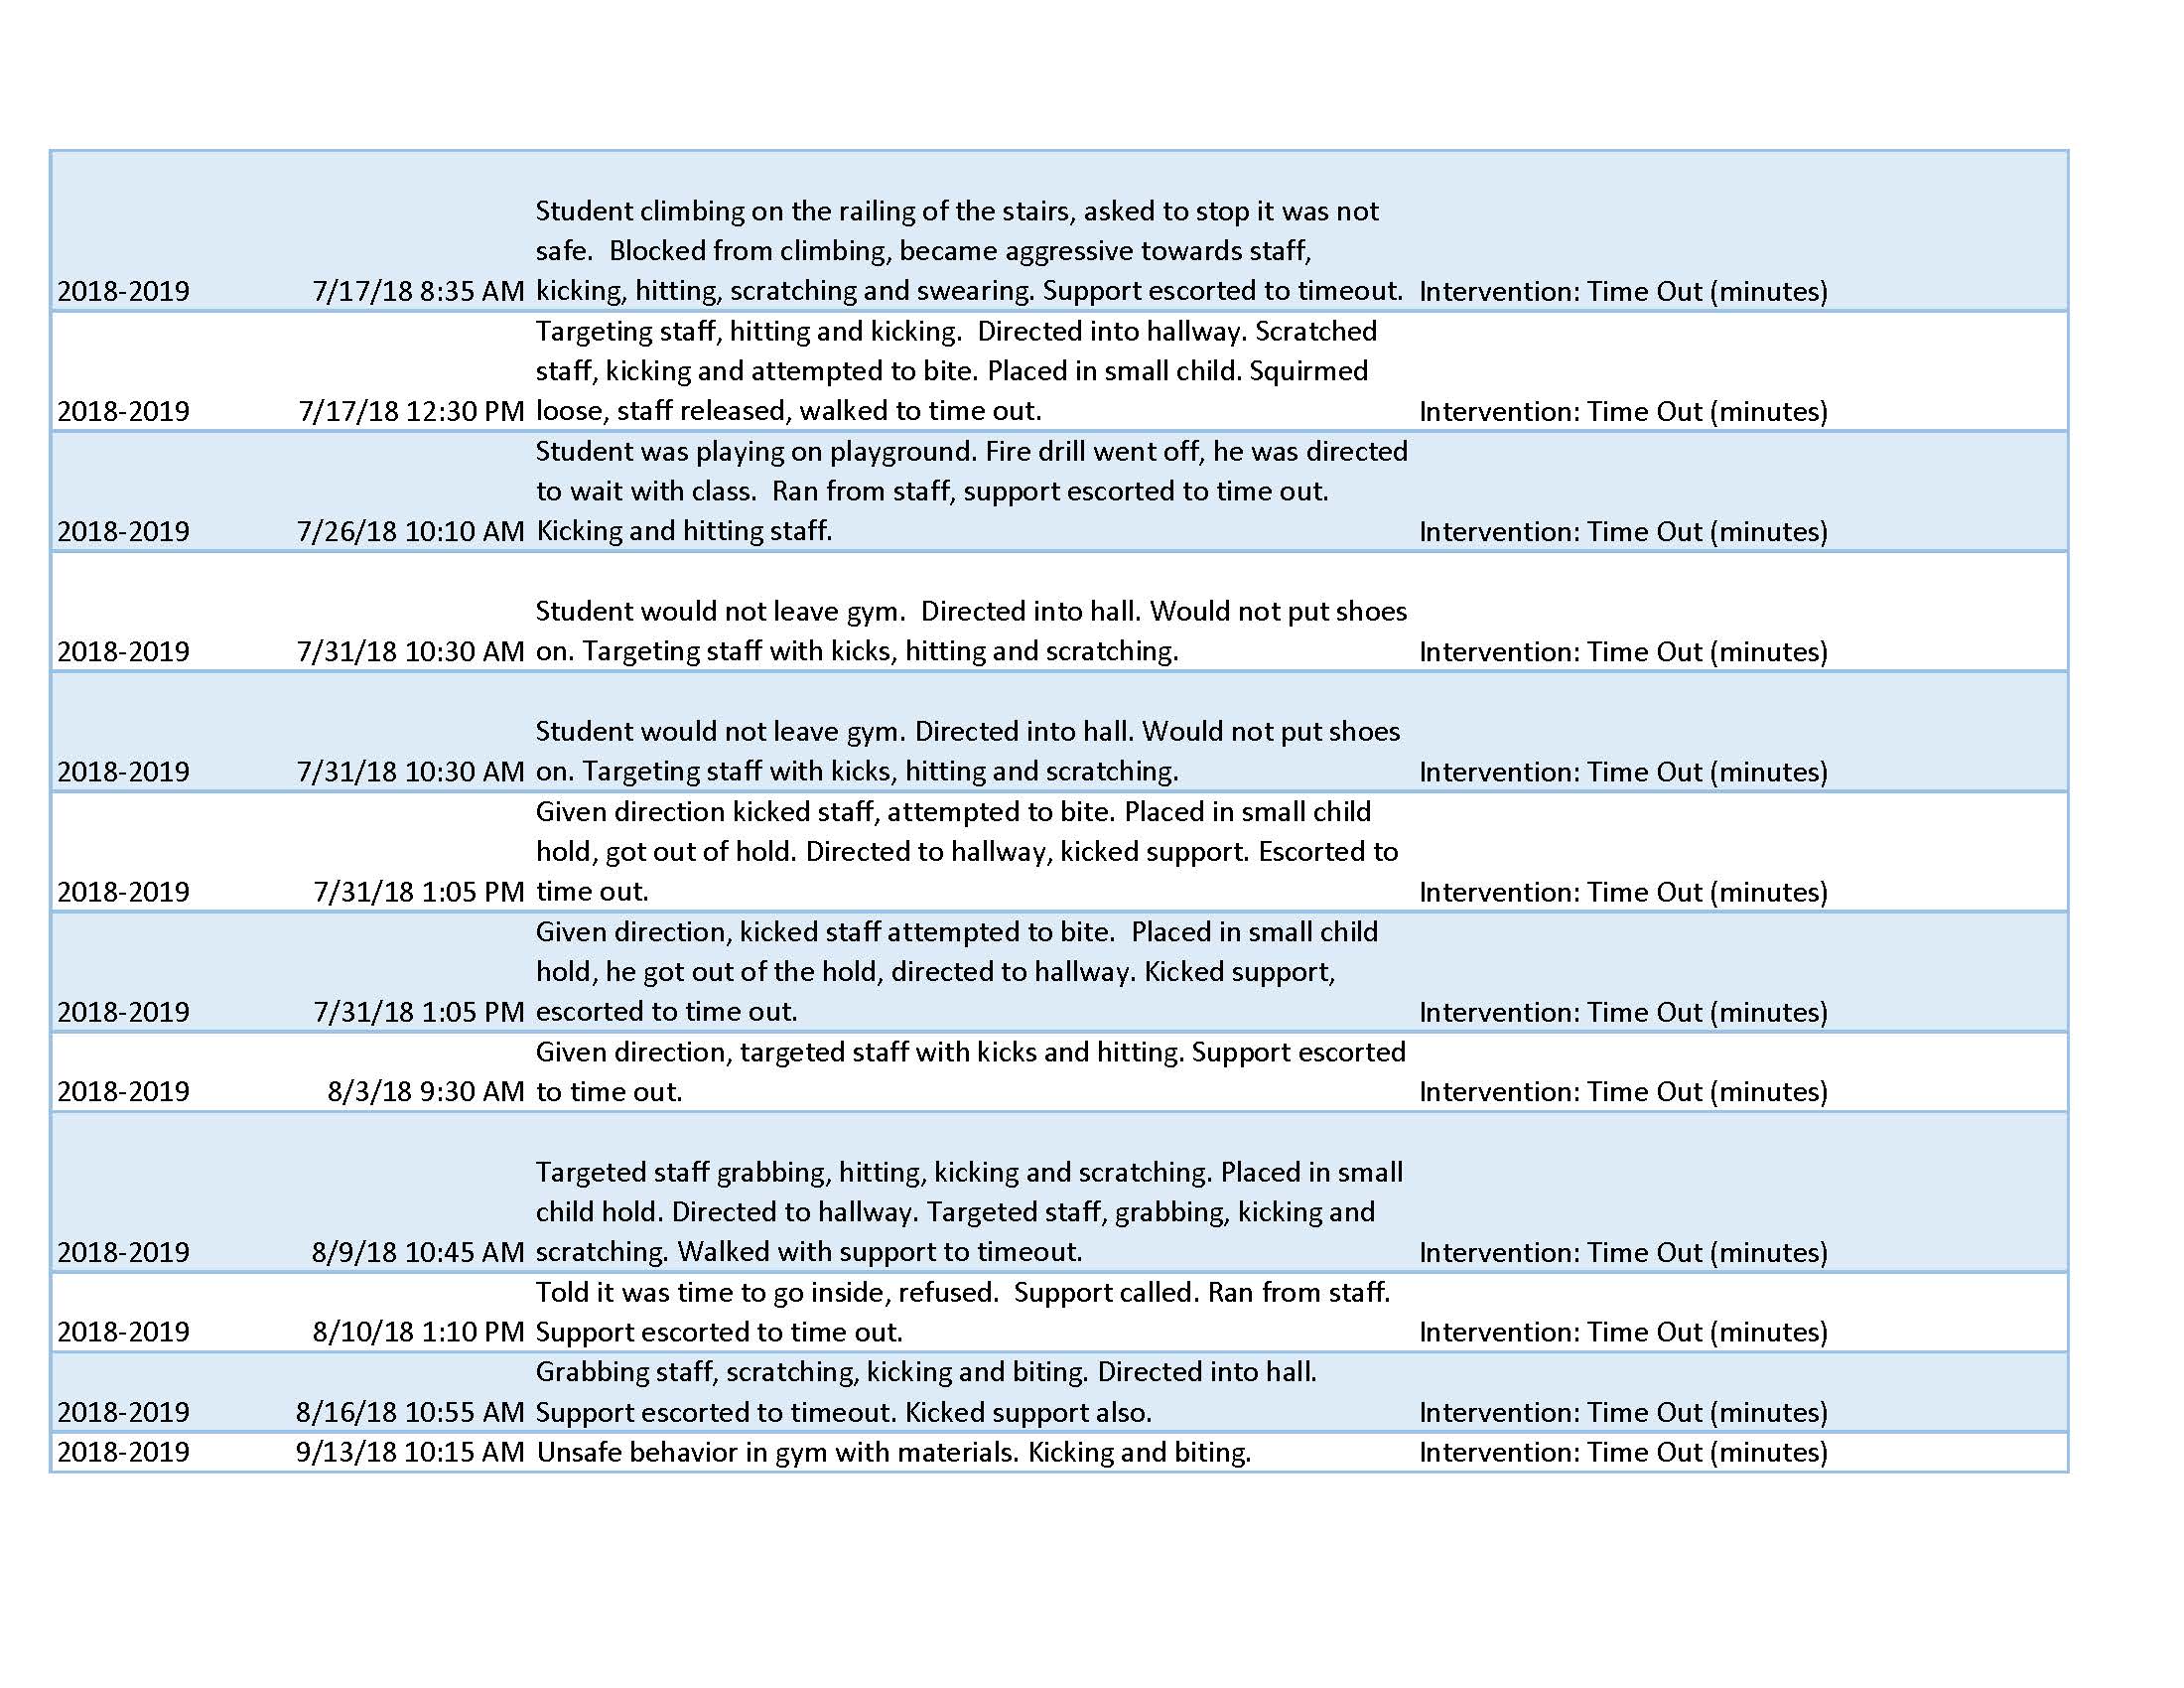 Student climbing on the railing of the stairs, asked to stop it was not
safe.  Blocked from climbing, became aggressive towards staff,
2018-2019 7/17/18 8:35 AM kicking, hitting, scratching and swearing. Support escorted to timeout. Intervention: Time Out (minutes)
Targeting staff, hitting and kicking.  Directed into hallway. Scratched
staff, kicking and attempted to bite. Placed in small child. Squirmed
2018-2019 7/17/18 12:30 PM loose, staff released, walked to time out. Intervention: Time Out (minutes)
Student was playing on playground. Fire drill went off, he was directed
to wait with class.  Ran from staff, support escorted to time out.
2018-2019 7/26/18 10:10 AM Kicking and hitting staff. Intervention: Time Out (minutes)
Student would not leave gym.  Directed into hall. Would not put shoes
2018-2019 7/31/18 10:30 AM on. Targeting staff with kicks, hitting and scratching. Intervention: Time Out (minutes)
Student would not leave gym. Directed into hall. Would not put shoes
2018-2019 7/31/18 10:30 AM on. Targeting staff with kicks, hitting and scratching. Intervention: Time Out (minutes)
Given direction kicked staff, attempted to bite. Placed in small child
hold, got out of hold. Directed to hallway, kicked support. Escorted to
2018-2019 7/31/18 1:05 PM time out. Intervention: Time Out (minutes)
Given direction, kicked staff attempted to bite.  Placed in small child
hold, he got out of the hold, directed to hallway. Kicked support,
2018-2019 7/31/18 1:05 PM escorted to time out. Intervention: Time Out (minutes)
Given direction, targeted staff with kicks and hitting. Support escorted
2018-2019 8/3/18 9:30 AM to time out. Intervention: Time Out (minutes)
Targeted staff grabbing, hitting, kicking and scratching. Placed in small
child hold. Directed to hallway. Targeted staff, grabbing, kicking and
2018-2019 8/9/18 10:45 AM scratching. Walked with support to timeout. Intervention: Time Out (minutes)
Told it was time to go inside, refused.  Support called. Ran from staff.
2018-2019 8/10/18 1:10 PM Support escorted to time out. Intervention: Time Out (minutes)
Grabbing staff, scratching, kicking and biting. Directed into hall.
2018-2019 8/16/18 10:55 AM Support escorted to timeout. Kicked support also. Intervention: Time Out (minutes)
2018-2019 9/13/18 10:15 AM Unsafe behavior in gym with materials. Kicking and biting. Intervention: Time Out (minutes)